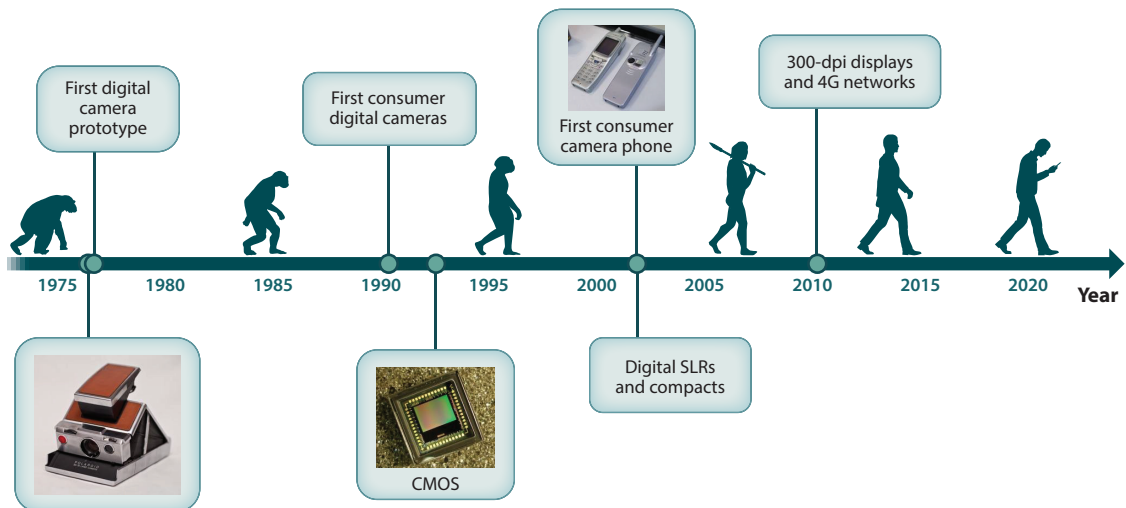 First digital
camera
prototype
First consumer
digital cameras
First consumer
camera phone
300-dpi displays
and 4G networks
1975
1980
1985
1990
1995
2000
2005
2010
2015
2020
Year
POLAROID
CMOS
Digital SLRs
and compacts